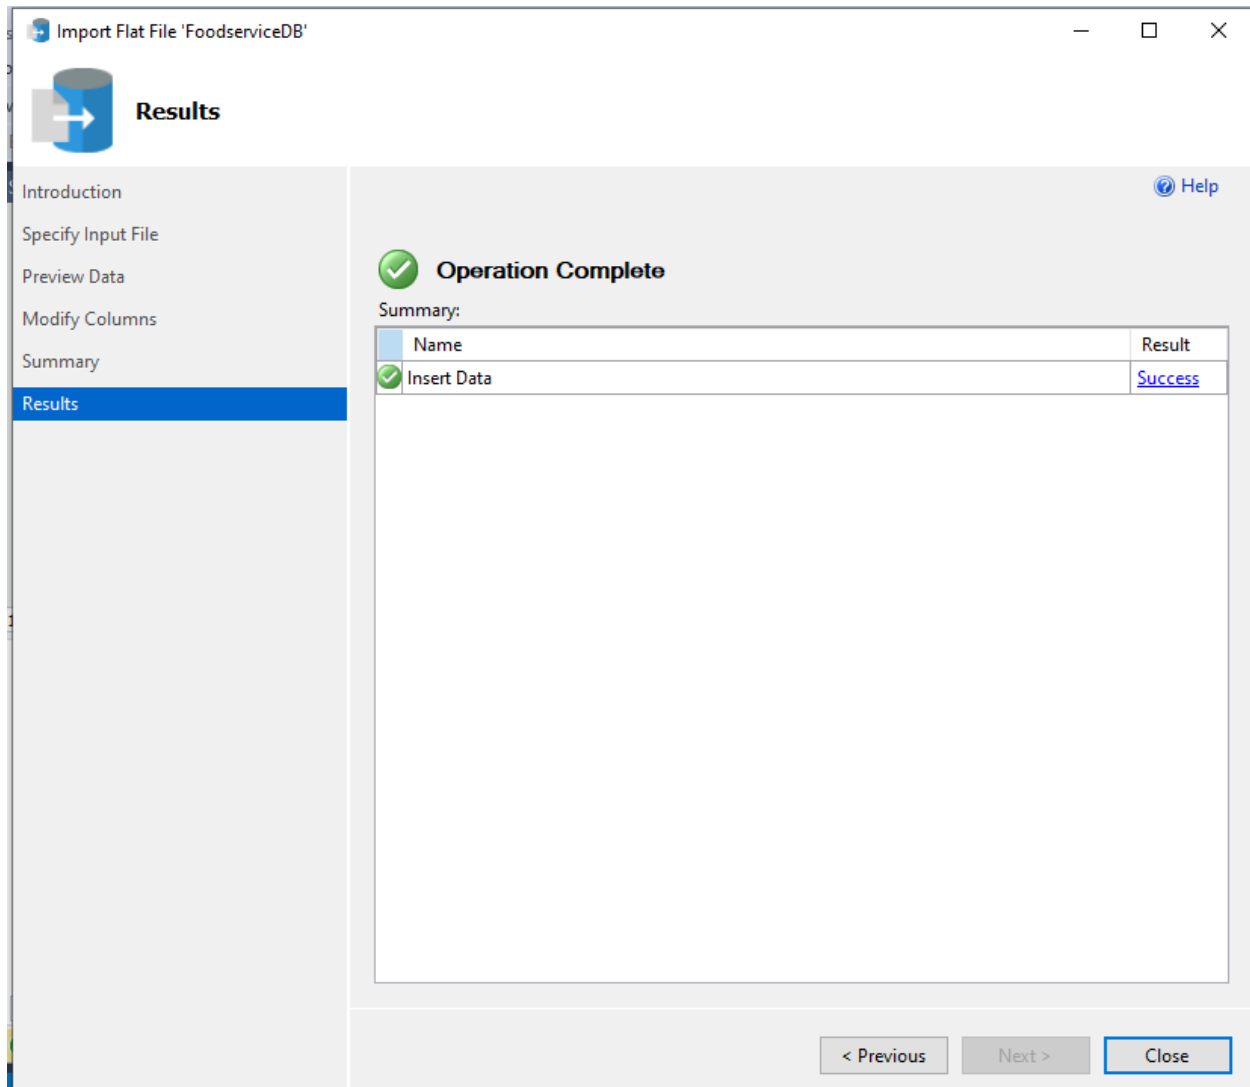 Import Flat File 'FoodserviceDB'
Results
Introduction
Specify Input File
Preview Data
Modify Columns
Summary
Results
Help
Operation Complete
Summary:
Name Result
Insert Data Success
< Previous Next > Close